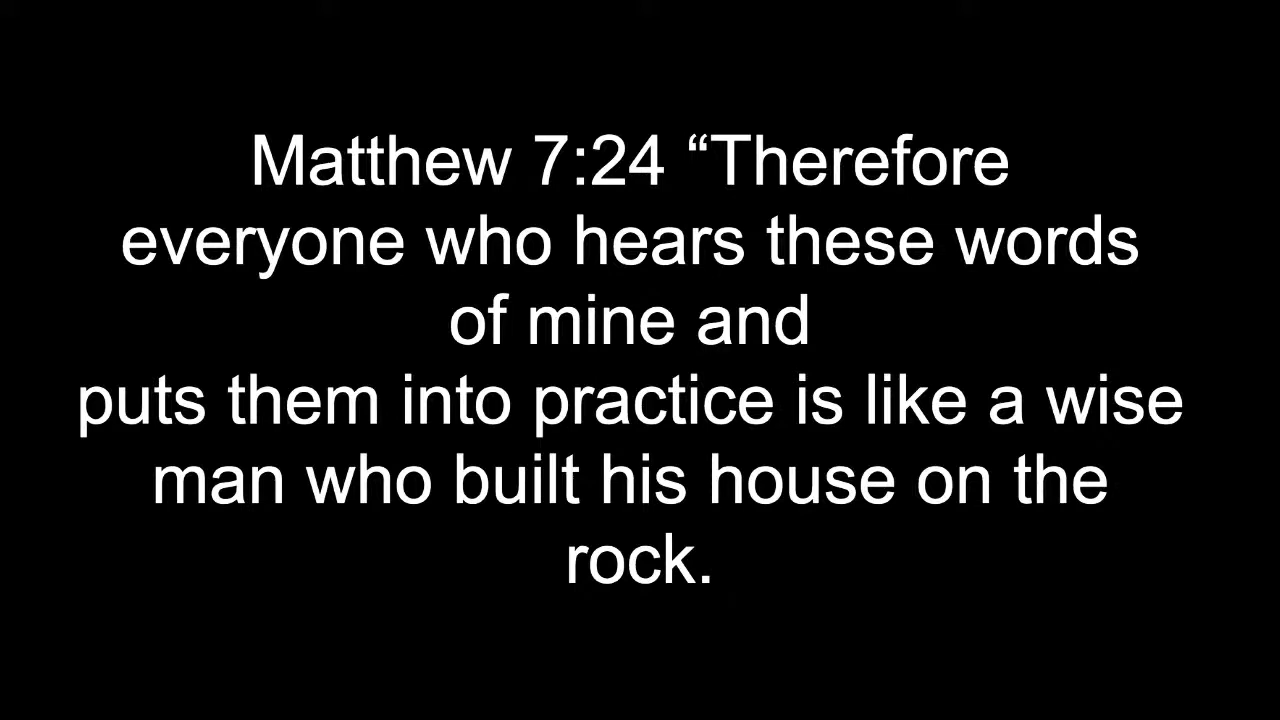 Matthew 7:24 “Therefore
everyone who hears these words
of mine and
puts them into practice is like a wise
man who built his house on the
rock.